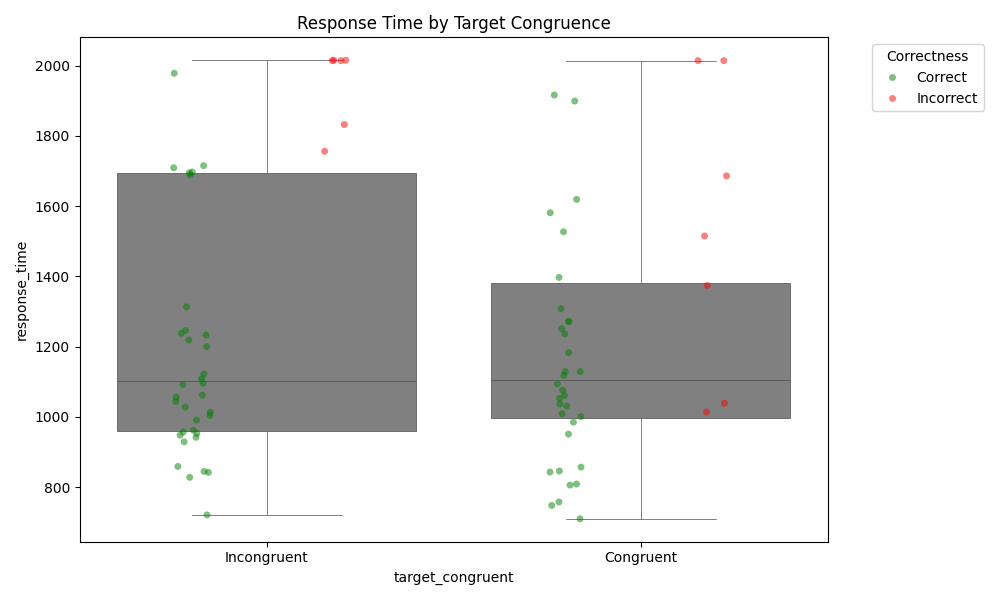 Response Time by Target Congruence
Correctness
Correct
Incorrect
2000
1800
1600
1400
1200
1000
800
response_time
Incongruent
Congruent
target_congruent